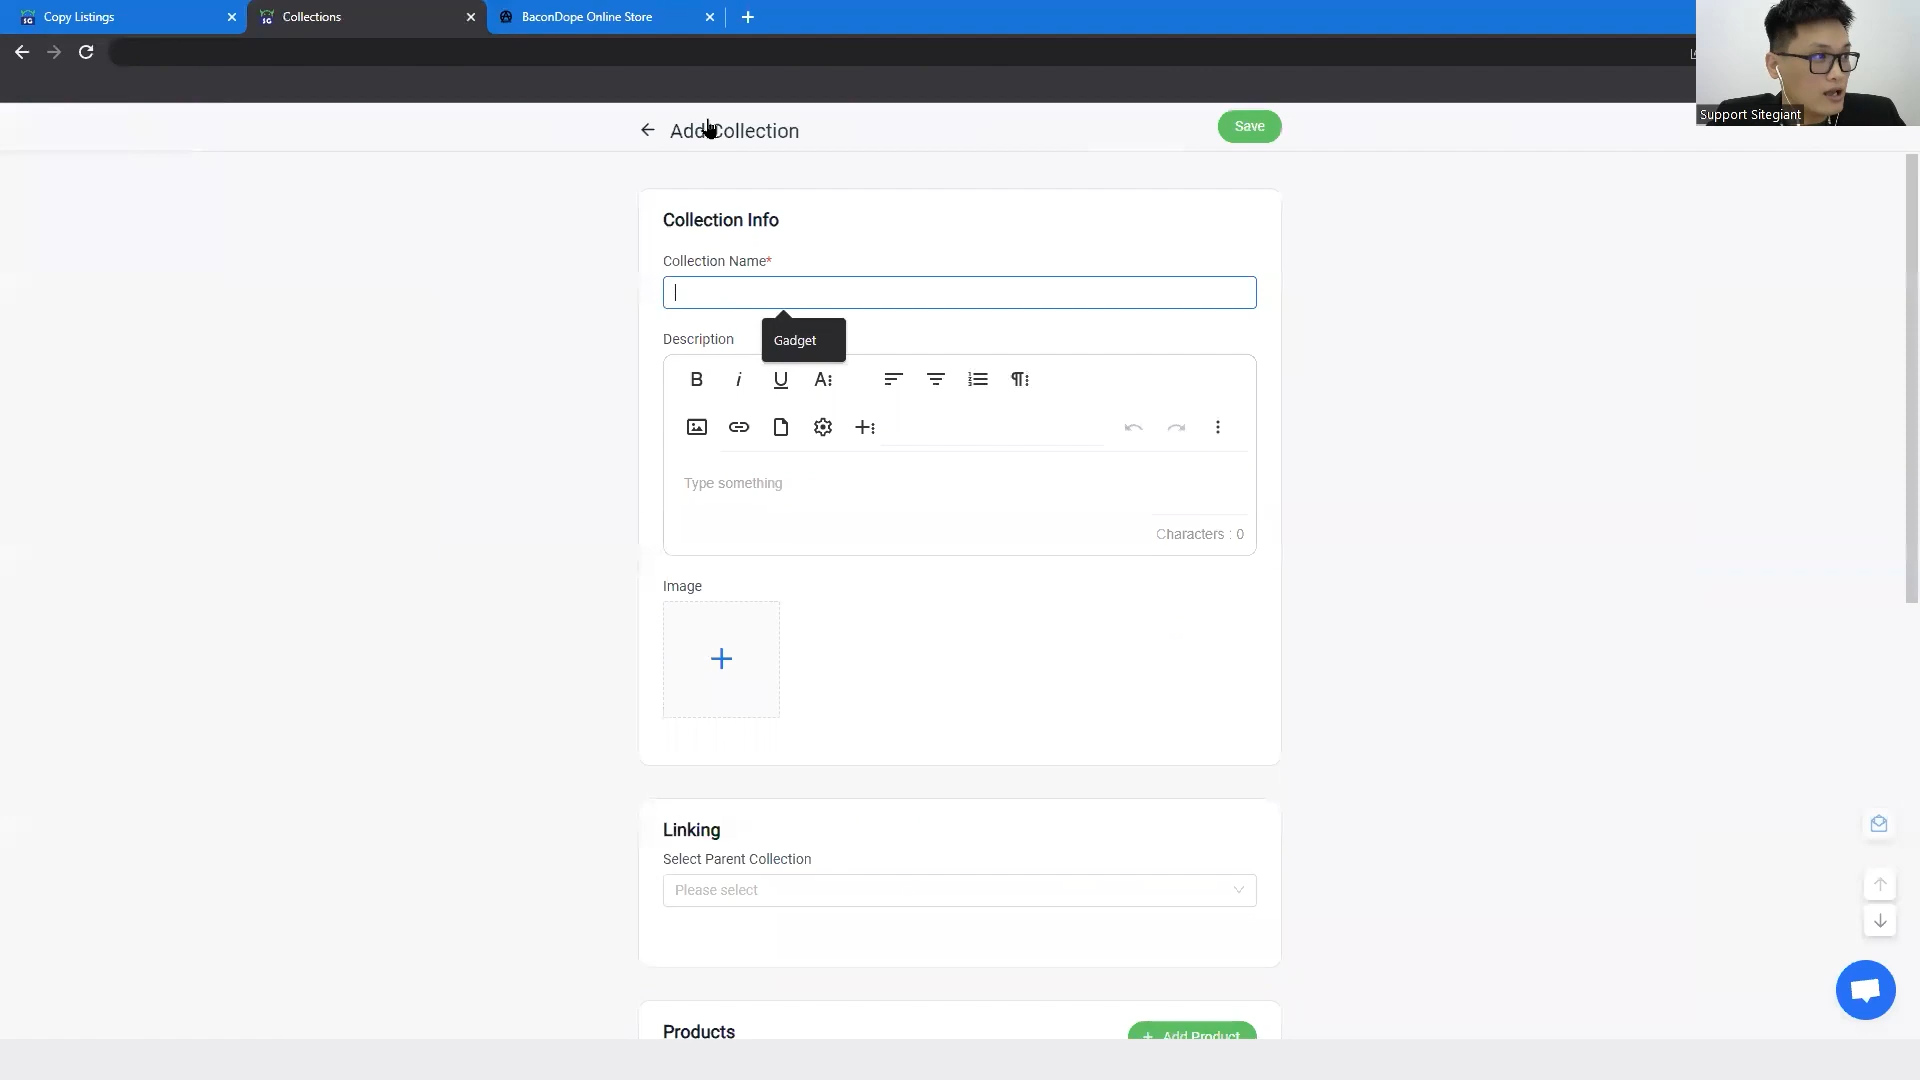 Copy Listings
Collections
BaconDope Online Store
Support Sitegiant
Add Collection
Save
Collection Info
Collection Name*
Gadget
Description
Type something
Characters : 0
Image
Linking
Select Parent Collection
Please select
Products
+ Add Product